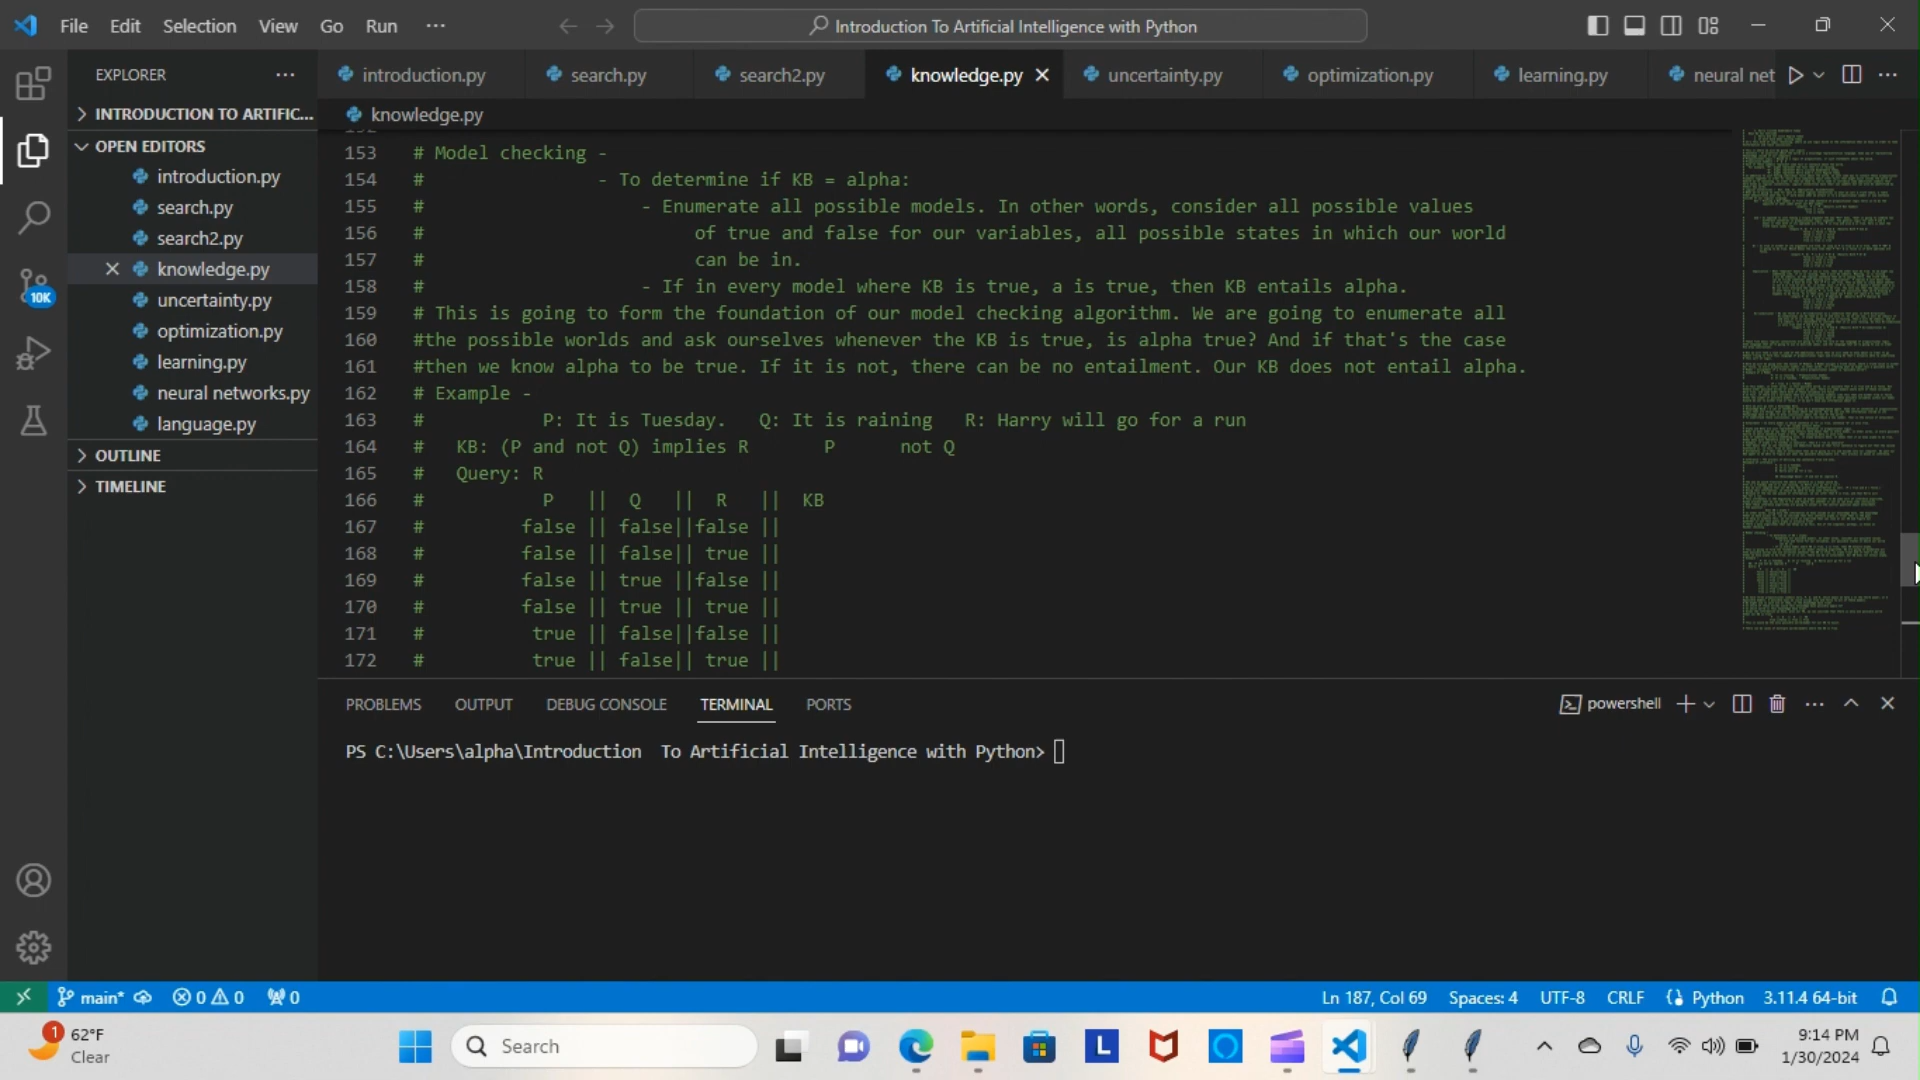 File Edit Selection View Go Run ···
Introduction To Artificial Intelligence with Python
EXPLORER ···
INTRODUCTION TO ARTIFIC...
OPEN EDITORS
introduction.py
search.py
search2.py
knowledge.py
uncertainty.py
optimization.py
learning.py
neural networks.py
language.py
OUTLINE
TIMELINE
10K
introduction.py search.py search2.py knowledge.py uncertainty.py optimization.py learning.py neural net
knowledge.py
153 # Model checking -
154 # - To determine if KB = alpha:
155 # - Enumerate all possible models. In other words, consider all possible values
156 # of true and false for our variables, all possible states in which our world
157 # can be in.
158 # - If in every model where KB is true, a is true, then KB entails alpha.
159 # This is going to form the foundation of our model checking algorithm. We are going to enumerate all
160 #the possible worlds and ask ourselves whenever the KB is true, is alpha true? And if that's the case
161 #then we know alpha to be true. If it is not, there can be no entailment. Our KB does not entail alpha.
162 # Example -
163 # P: It is Tuesday. Q: It is raining R: Harry will go for a run
164 # KB: (P and not Q) implies R P not Q
165 # Query: R
166 # P || Q || R || KB
167 # false || false||false ||
168 # false || false|| true ||
169 # false || true ||false ||
170 # false || true || true ||
171 # true || false||false ||
172 # true || false|| true ||
PROBLEMS OUTPUT DEBUG CONSOLE TERMINAL PORTS
powershell
PS C:\Users\alpha\Introduction  To Artificial Intelligence with Python>
main* 0 0 0
Ln 187, Col 69 Spaces: 4 UTF-8 CRLF Python 3.11.4 64-bit
1 62°F
Clear
Search
L
9:14 PM
1/30/2024